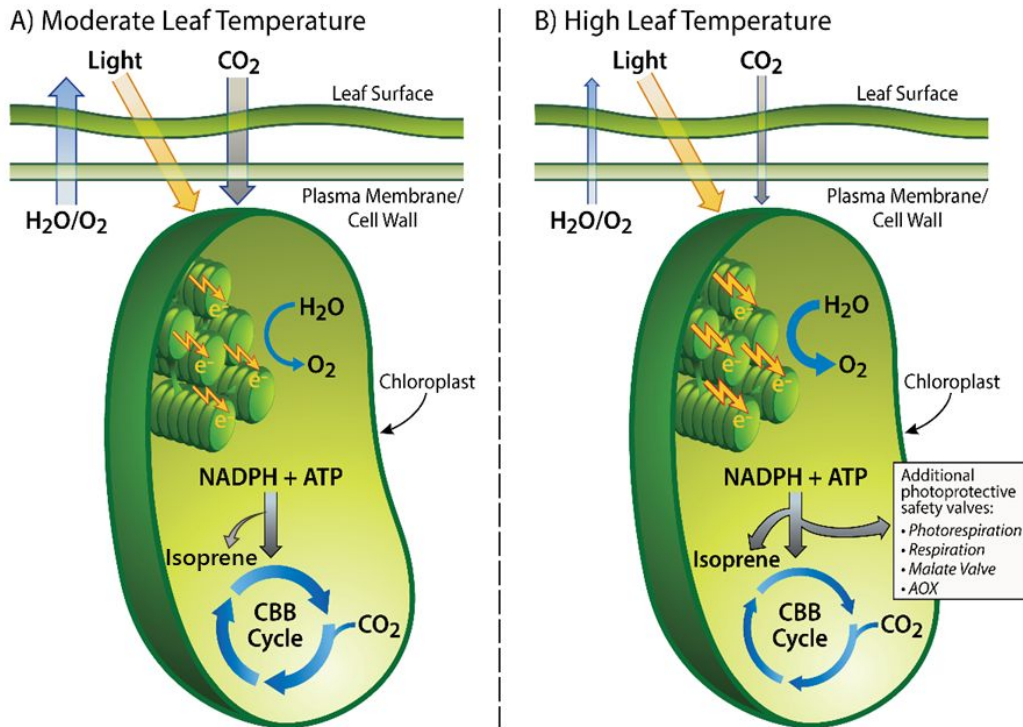 A) Moderate Leaf Temperature
Light
CO₂
Leaf Surface
Plasma Membrane/
Cell Wall
H₂O/O₂
e⁻
e⁻
e⁻
e⁻
H₂O
O₂
Chloroplast
NADPH + ATP
Isoprene
CBB
Cycle
CO₂
B) High Leaf Temperature
Light
CO₂
Leaf Surface
Plasma Membrane/
Cell Wall
H₂O/O₂
e⁻
e⁻
e⁻
e⁻
H₂O
O₂
Chloroplast
NADPH + ATP
Additional
photoprotective
safety valves:
• Photorespiration
• Respiration
• Malate Valve
• AOX
Isoprene
CBB
Cycle
CO₂